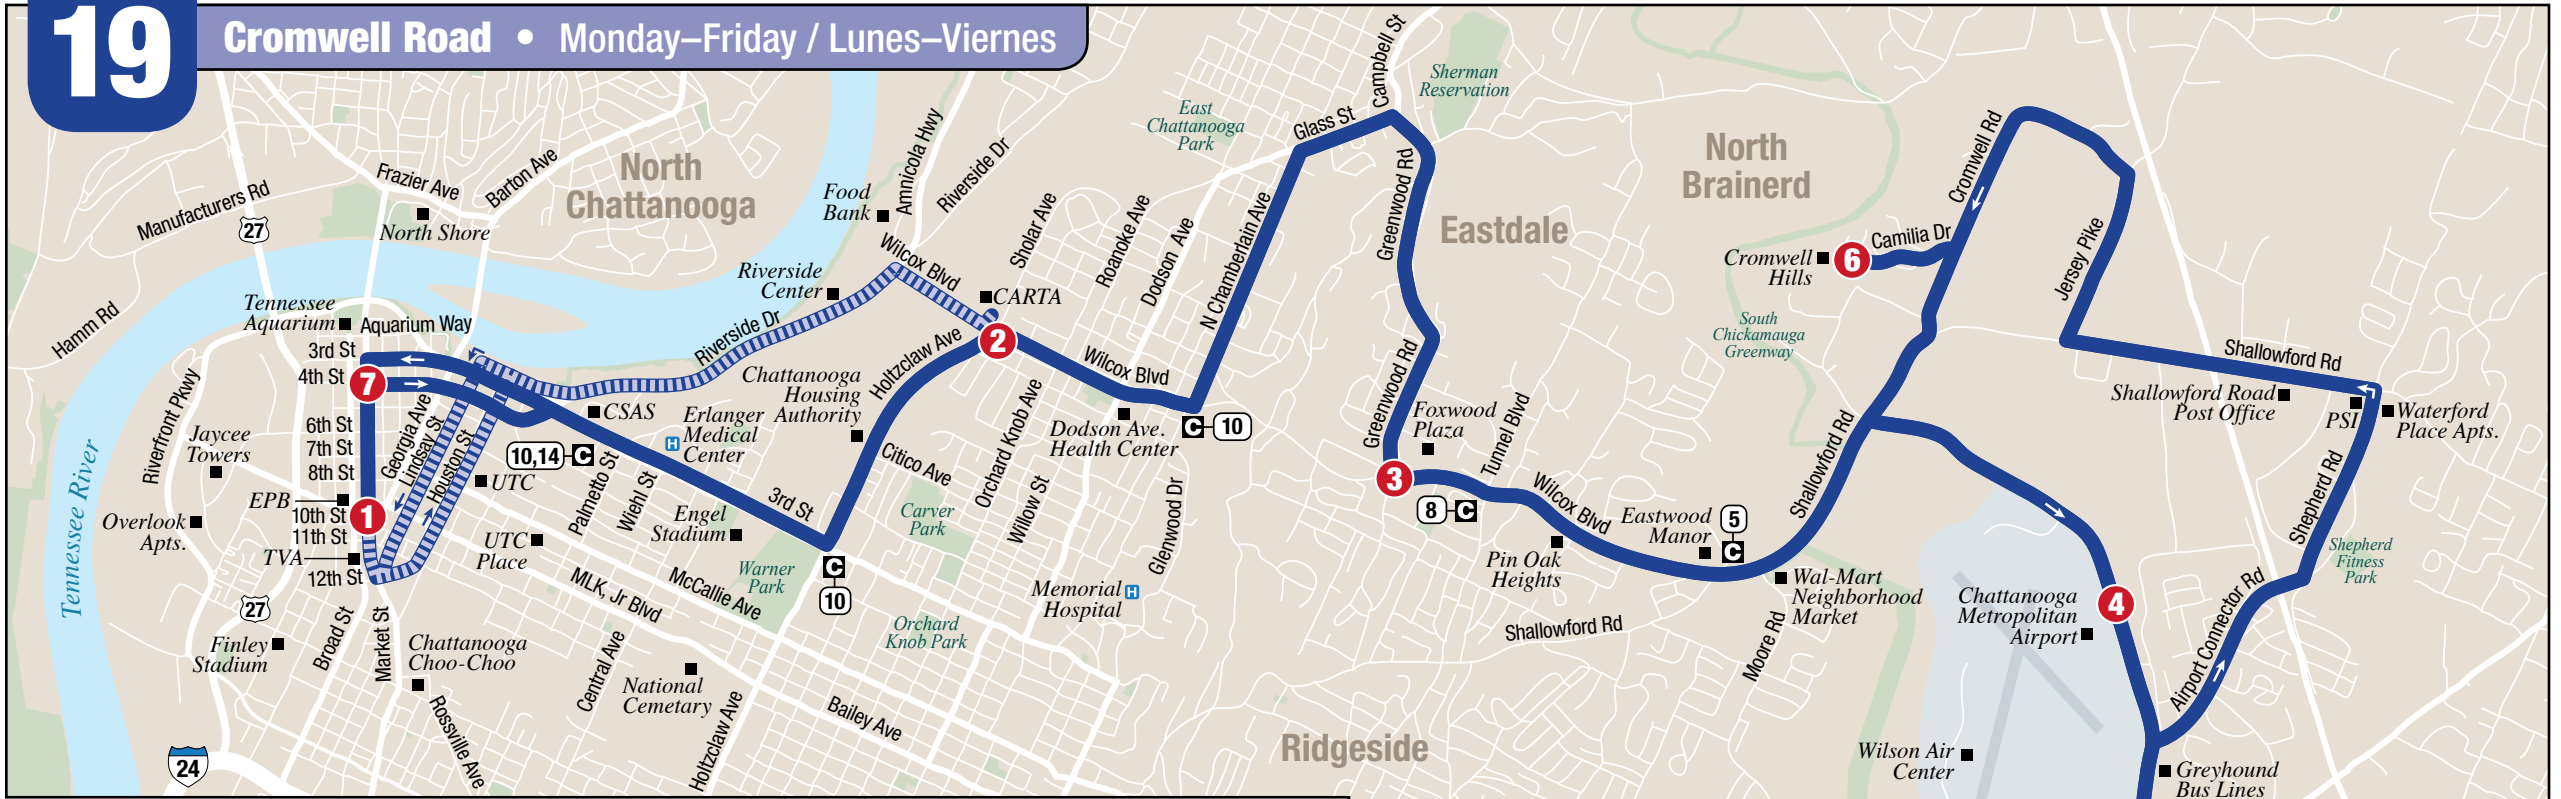 19
Cromwell Road • Monday–Friday / Lunes–Viernes
Manufacturers Rd
27
Hamm Rd
Frazier Ave
Barton Ave
North Shore
North
Chattanooga
Food
Bank
Amnicola Hwy
Riverside Dr
Wilcox Blvd
Riverside
Center
Riverside Dr
CARTA
Sholar Ave
Roanoke Ave
Dodson Ave
N Chamberlain Ave
East
Chattanooga
Park
Glass St
Campbell St
Sherman
Reservation
Greenwood Rd
Eastdale
North
Brainerd
Cromwell Rd
Camilia Dr
6
Cromwell
Hills
South
Chickamauga
Greenway
Jersey Pike
Shallowford Rd
Shallowford Road
Post Office
PSI
Waterford
Place Apts.
Shepherd Rd
Shepherd
Fitness
Park
Tennessee
Aquarium
Aquarium Way
3rd St
4th St
7
6th St
7th St
8th St
EPB
10th St
1
11th St
TVA
12th St
Riverfront Pkwy
Jaycee
Towers
Overlook
Apts.
Tennessee River
27
Finley
Stadium
24
Broad St
Market St
Chattanooga
Choo-Choo
Rossville Ave
Georgia Ave
Lindsay St
Houston St
UTC
10,14 C
CSAS
Erlanger
Medical
Center
H
Chattanooga
Housing
Authority
Holtzclaw Ave
2
Wilcox Blvd
Dodson Ave.
Health Center
C 10
Citico Ave
Orchard Knob Ave
Willow St
Glenwood Dr
Carver
Park
Palmetto St
Wiehl St
3rd St
Engel
Stadium
UTC
Place
Warner
Park
C
10
McCallie Ave
MLK, Jr Blvd
Central Ave
National
Cemetary
Holtzclaw Ave
Bailey Ave
Orchard
Knob Park
Memorial
Hospital
H
Ridgeside
Greenwood Rd
3
Foxwood
Plaza
8 C
Tunnel Blvd
Wilcox Blvd
Pin Oak
Heights
Eastwood
Manor
5
C
Shallowford Rd
Shallowford Rd
Wal-Mart
Neighborhood
Market
Moore Rd
Chattanooga
Metropolitan
Airport
4
Airport Connector Rd
Wilson Air
Center
Greyhound
Bus Lines